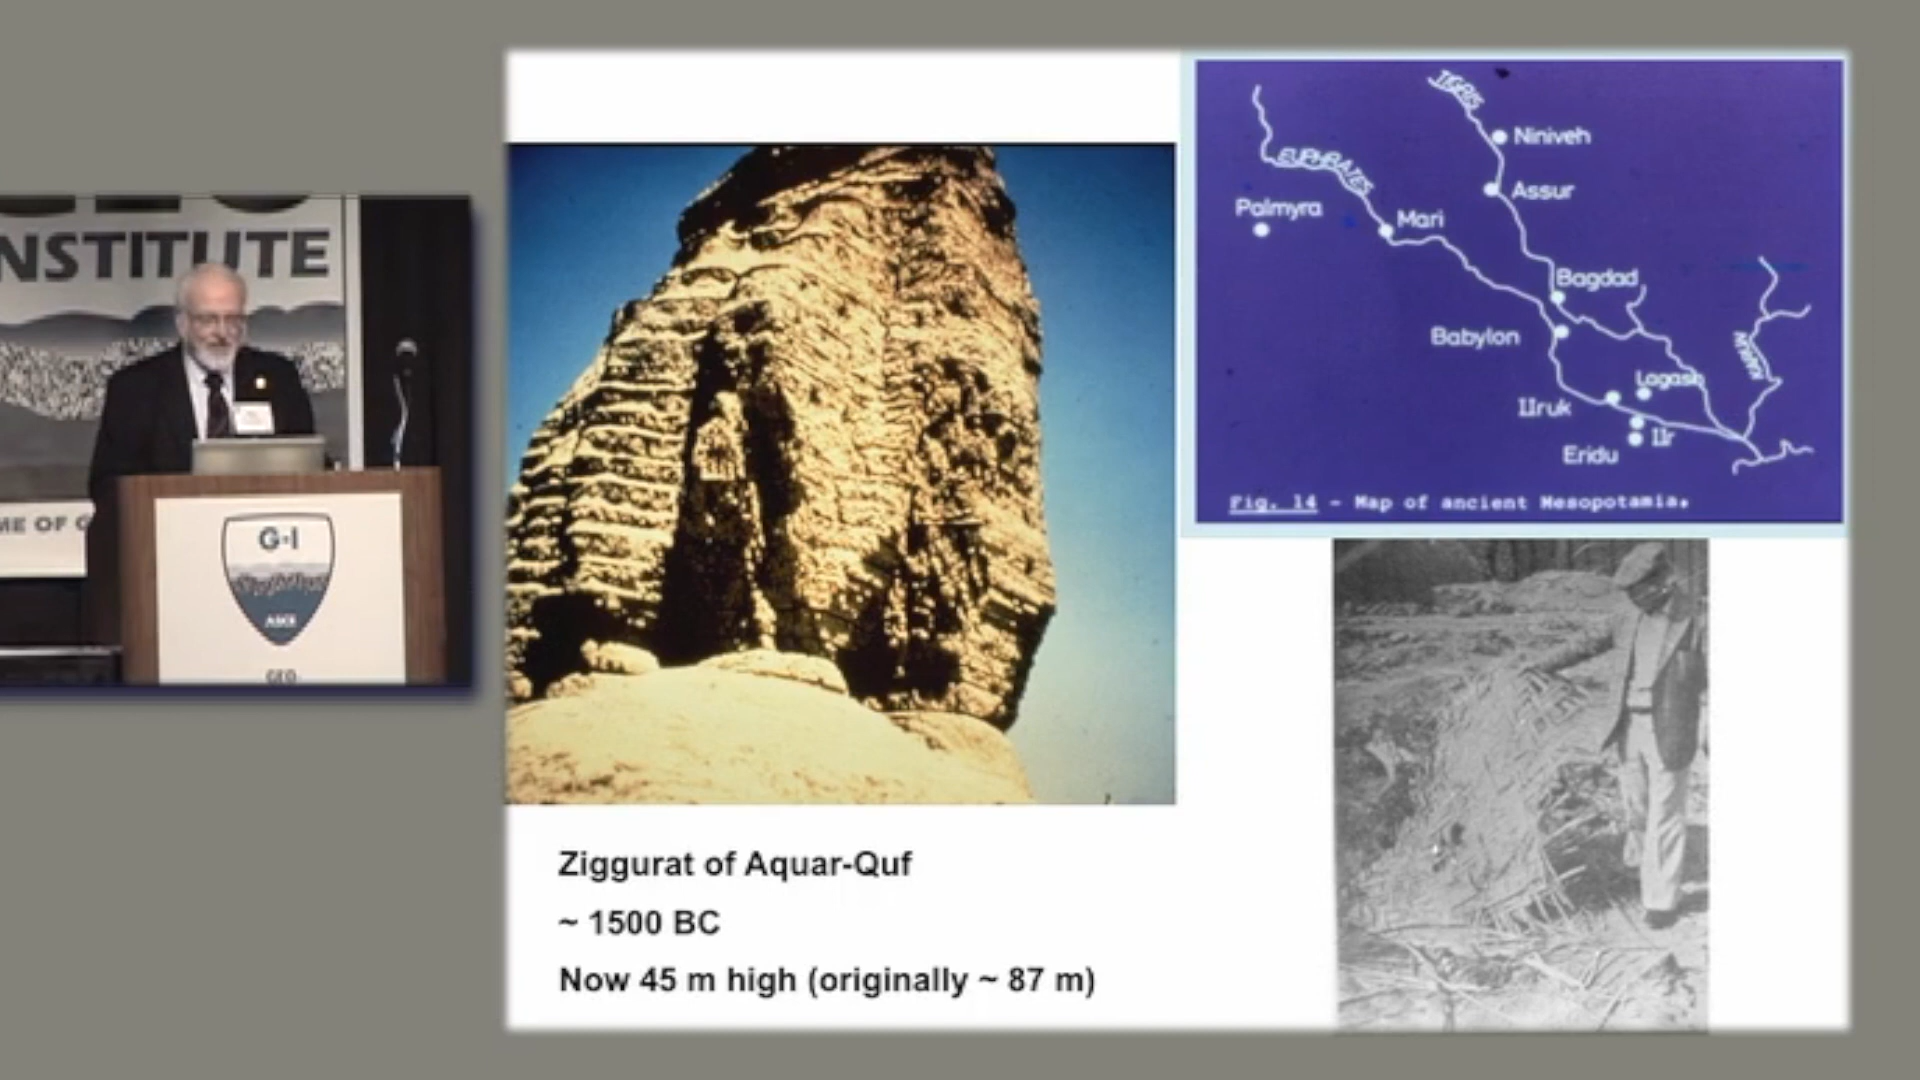 NSTITUTE
ME OF G
G-I
ASCE
GEO
TIGRIS
Niniveh
EUPHRATES
Assur
Palmyra
Mari
Bagdad
Babylon
Lagash
Uruk
Ur
Eridu
KARUN
Fig. 14 - Map of ancient Mesopotamia.
Ziggurat of Aquar-Quf
~ 1500 BC
Now 45 m high (originally ~ 87 m)